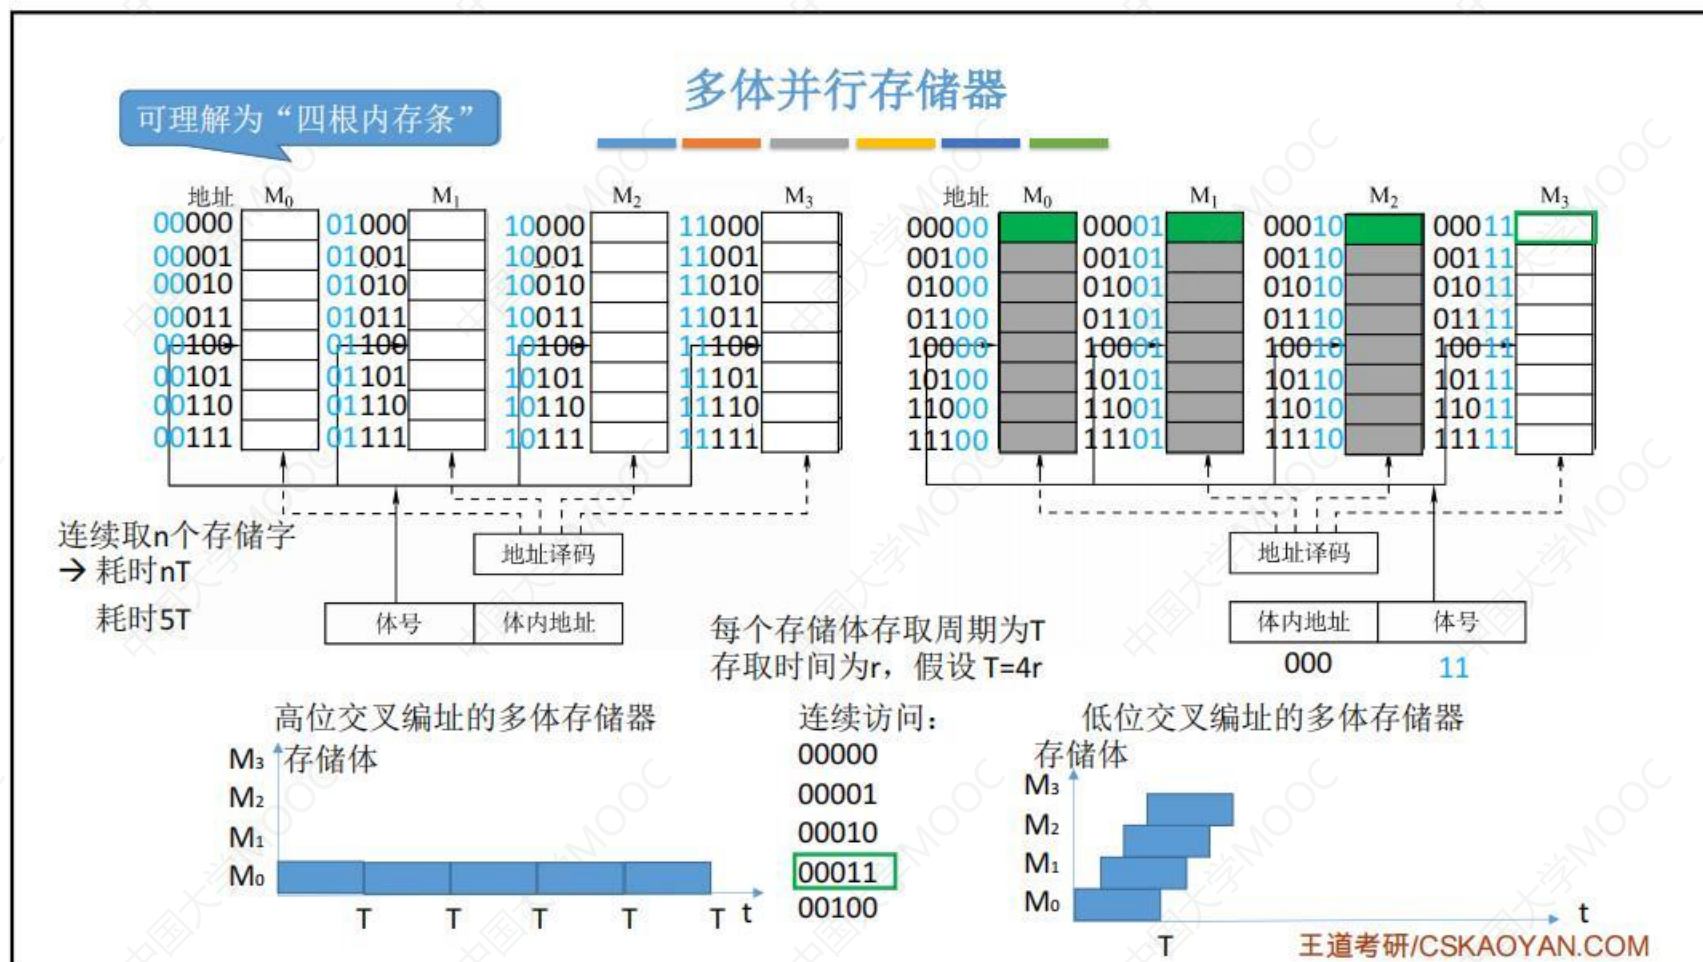 多体并行存储器
可理解为“四根内存条”
地址 M₀ M₁ M₂ M₃
00000 01000 10000 11000
00001 01001 10001 11001
00010 01010 10010 11010
00011 01011 10011 11011
00100 01100 10100 11100
00101 01101 10101 11101
00110 01110 10110 11110
00111 01111 10111 11111
地址 M₀ M₁ M₂ M₃
00000 00001 00010 00011
00100 00101 00110 00111
01000 01001 01010 01011
01100 01101 01110 01111
10000 10001 10010 10011
10100 10101 10110 10111
11000 11001 11010 11011
11100 11101 11110 11111
连续取n个存储字
→ 耗时nT
耗时5T
地址译码
体号 体内地址
地址译码
体内地址 体号
000 11
每个存储体存取周期为T
存取时间为r，假设 T=4r
高位交叉编址的多体存储器
存储体
M₃
M₂
M₁
M₀
T T T T T t
连续访问：
00000
00001
00010
00011
00100
低位交叉编址的多体存储器
存储体
M₃
M₂
M₁
M₀
T t
王道考研/CSKAOYAN.COM
中国大学MOOC